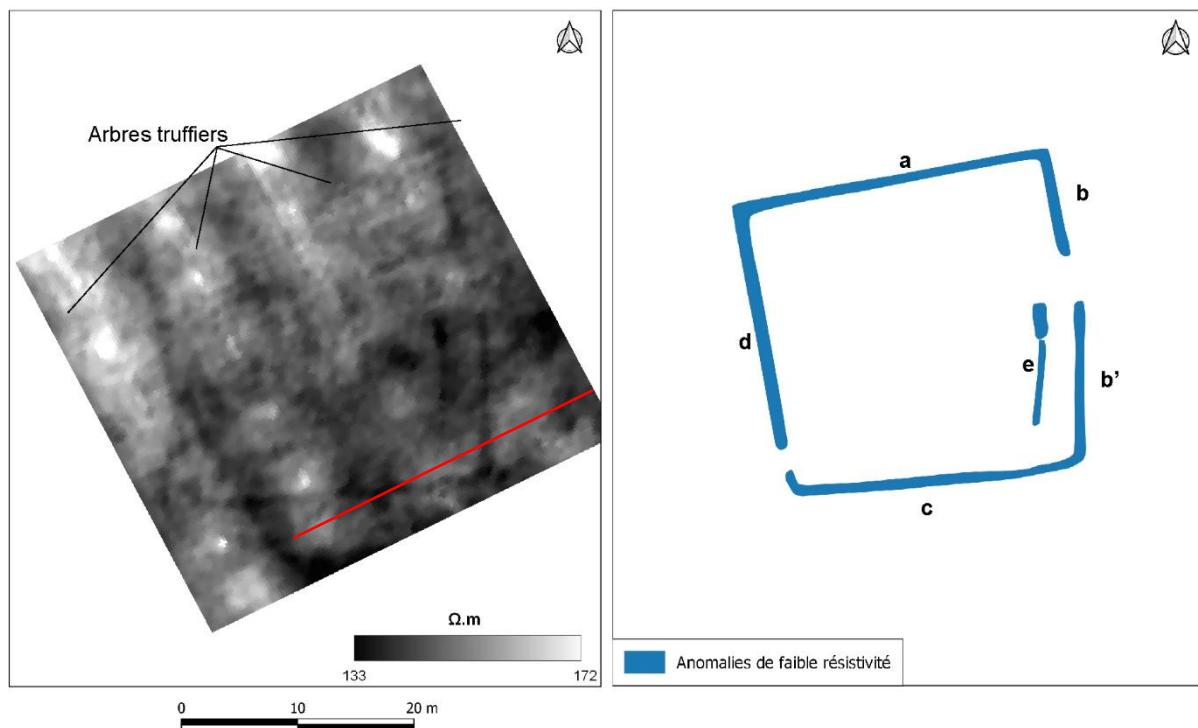 Arbres truffiers
Ω.m
133 172
0 10 20 m
a
b
d
e
b’
c
Anomalies de faible résistivité